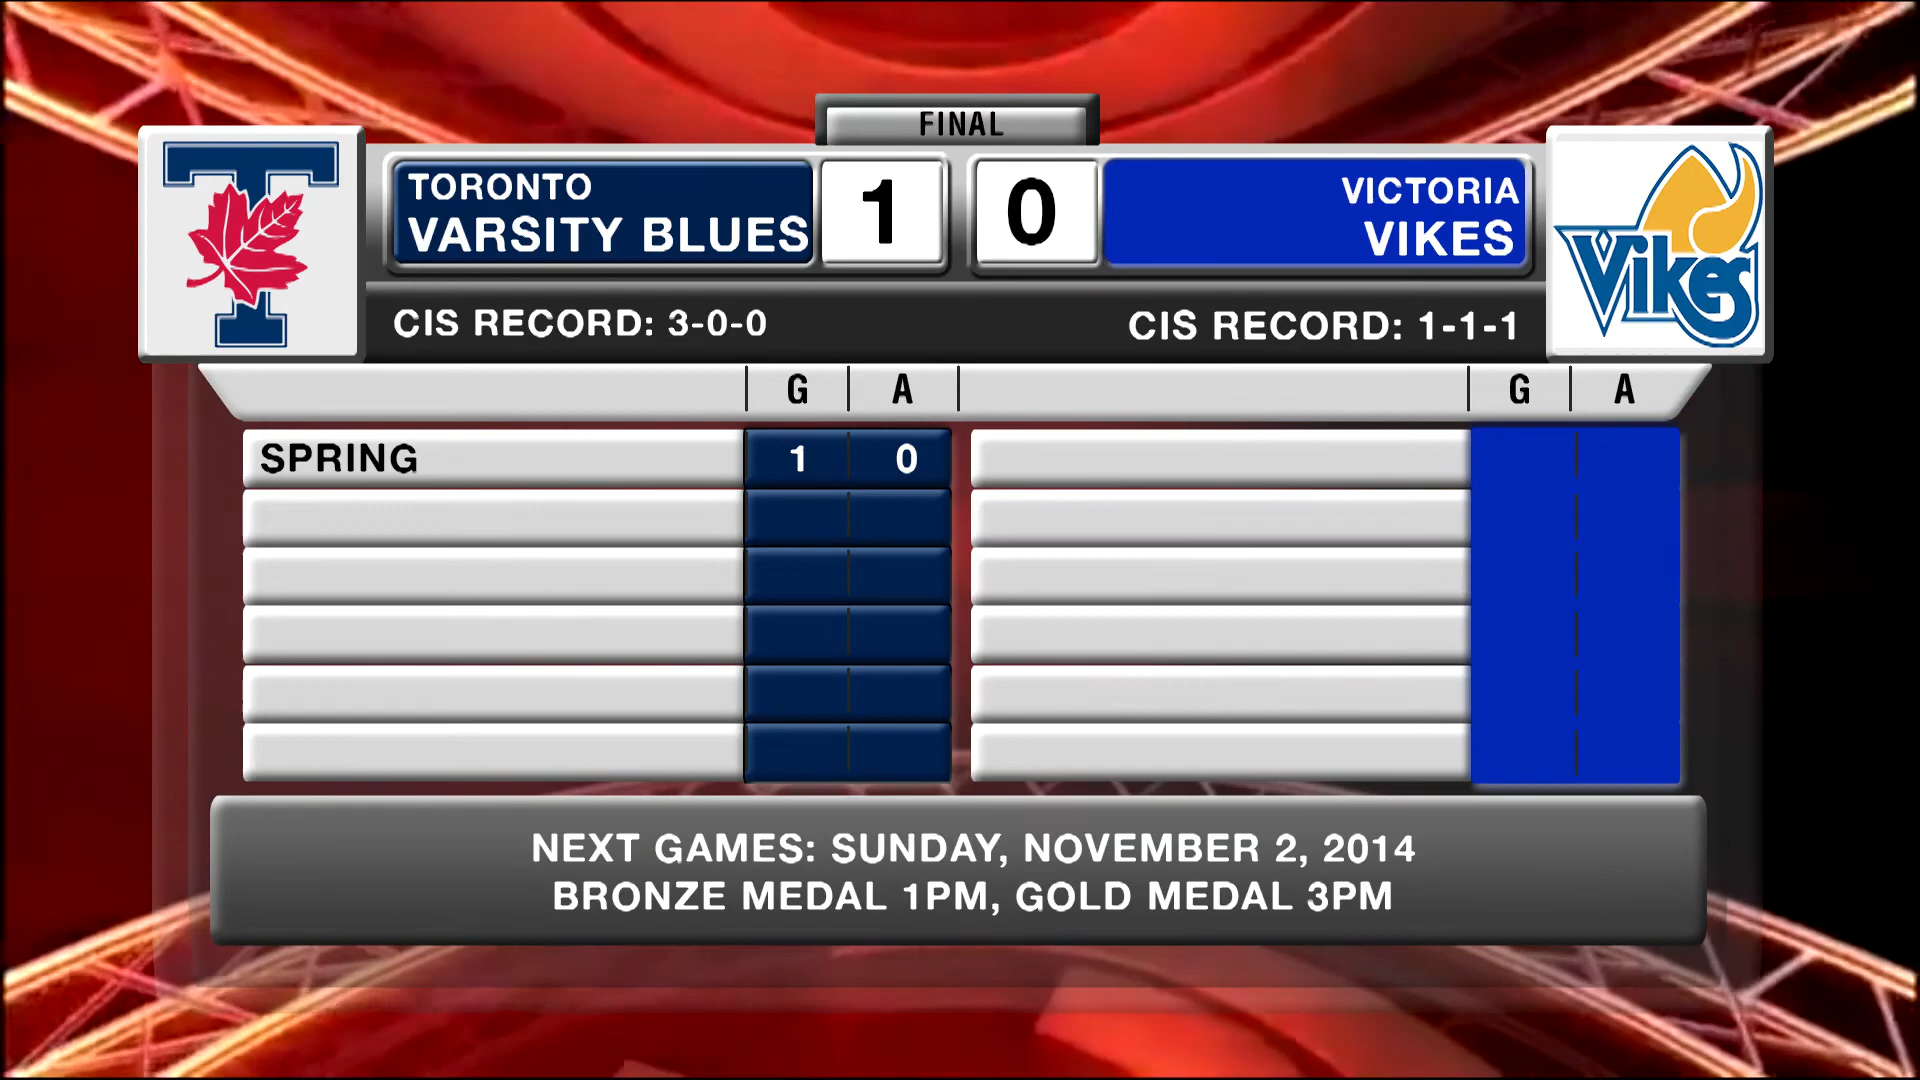 FINAL
TORONTO
VARSITY BLUES
1
0
VICTORIA
VIKES
Vikes
T
CIS RECORD: 3-0-0
CIS RECORD: 1-1-1
G A
G A
SPRING 1 0
NEXT GAMES: SUNDAY, NOVEMBER 2, 2014
BRONZE MEDAL 1PM, GOLD MEDAL 3PM